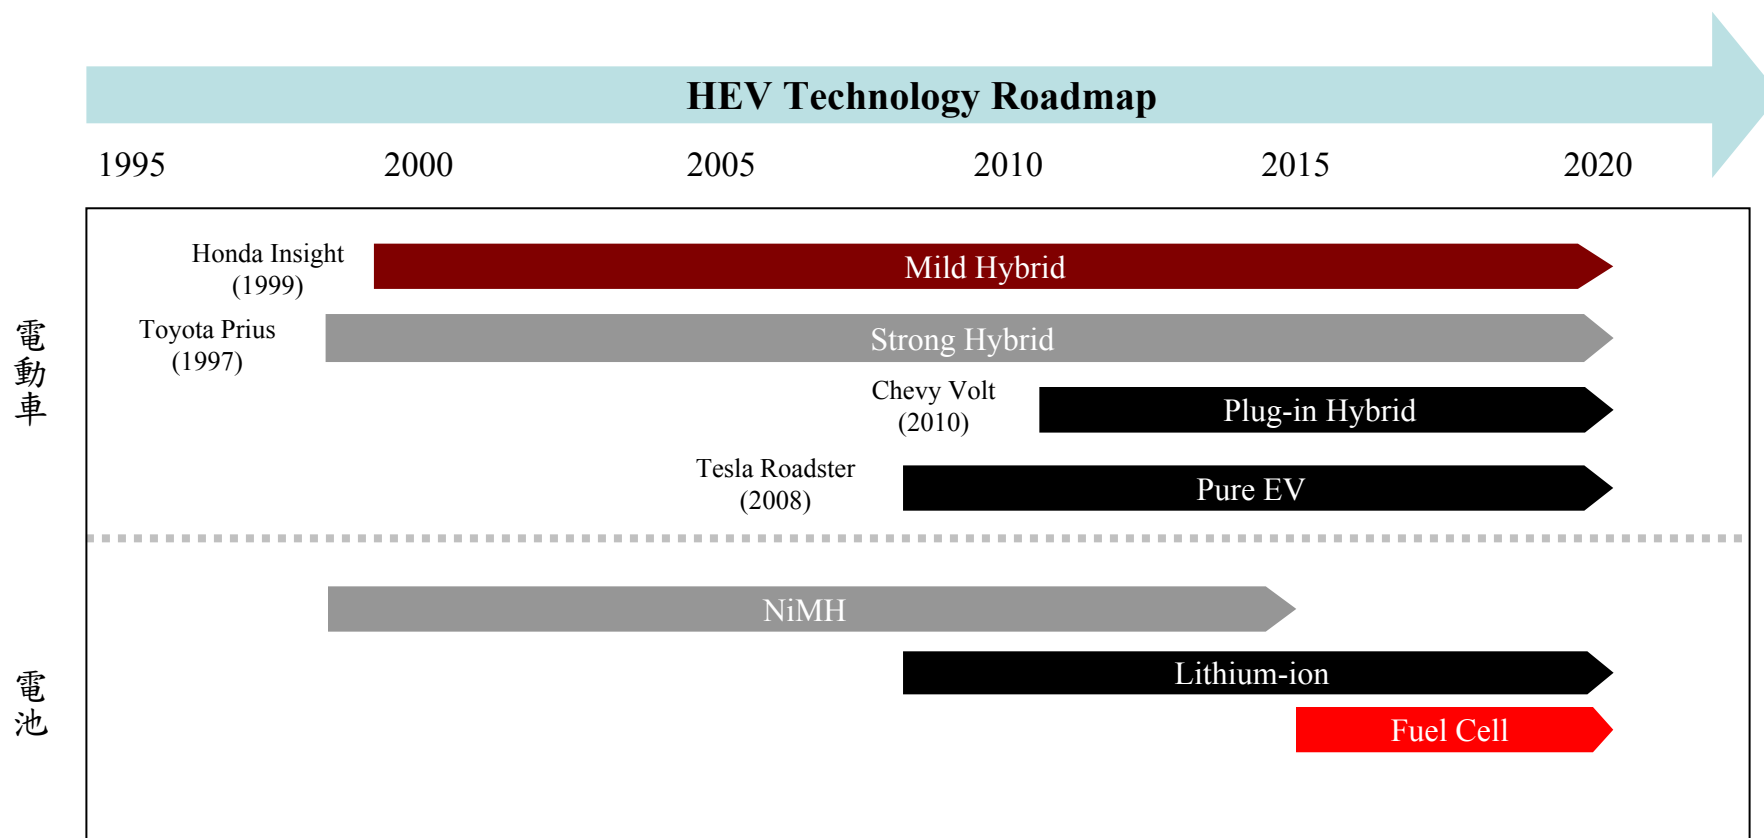 HEV Technology Roadmap
1995 2000 2005 2010 2015 2020
電動車
Honda Insight
(1999)
Mild Hybrid
Toyota Prius
(1997)
Strong Hybrid
Chevy Volt
(2010)
Plug-in Hybrid
Tesla Roadster
(2008)
Pure EV
電池
NiMH
Lithium-ion
Fuel Cell